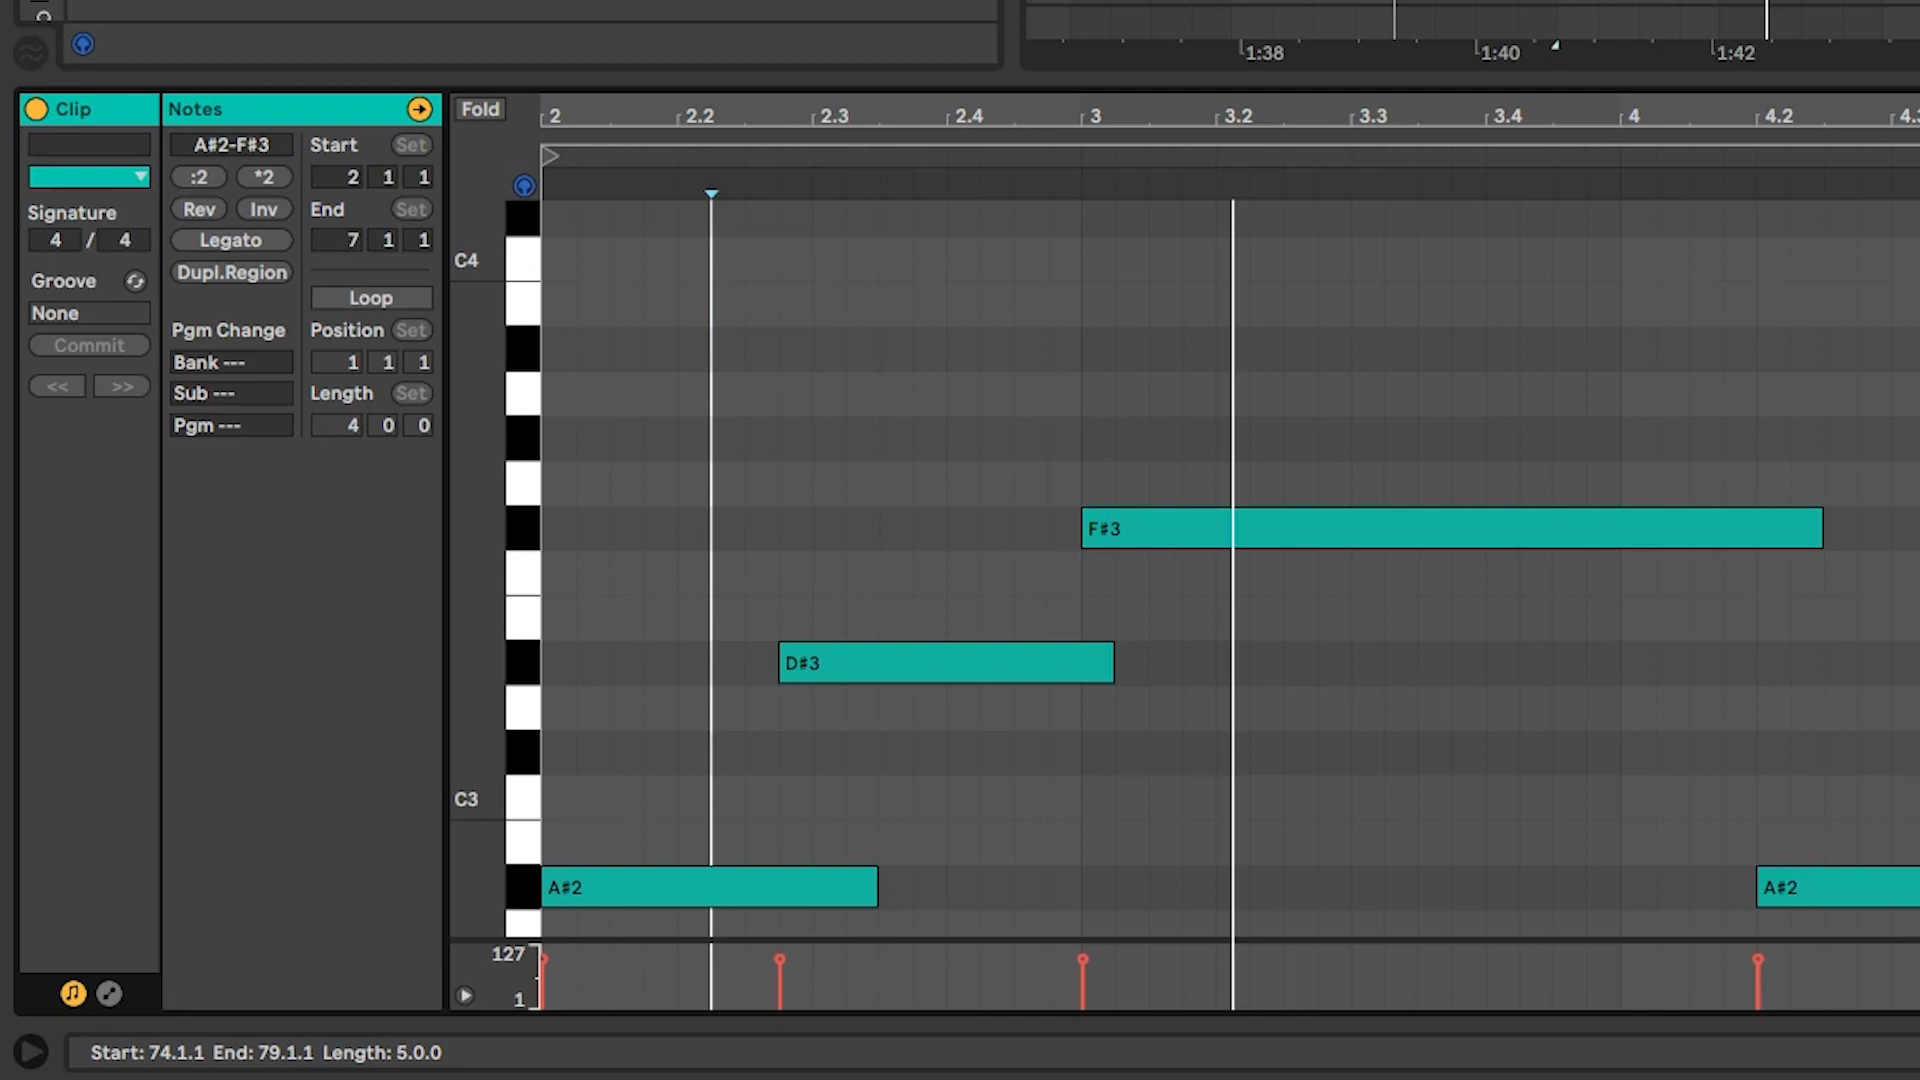 1:38 1:40 1:42
Clip Notes Fold 2 2.2 2.3 2.4 3 3.2 3.3 3.4 4 4.2 4.3
A#2-F#3 Start Set
:2 *2 2 1 1
Signature Rev Inv End Set
4 / 4 Legato 7 1 1
Dupl.Region
Groove
Loop
None
Pgm Change Position Set
Commit
Bank --- 1 1 1
<< >> Sub --- Length Set
Pgm --- 4 0 0
C4
F#3
D#3
C3
A#2 A#2
127
1
Start: 74.1.1 End: 79.1.1 Length: 5.0.0